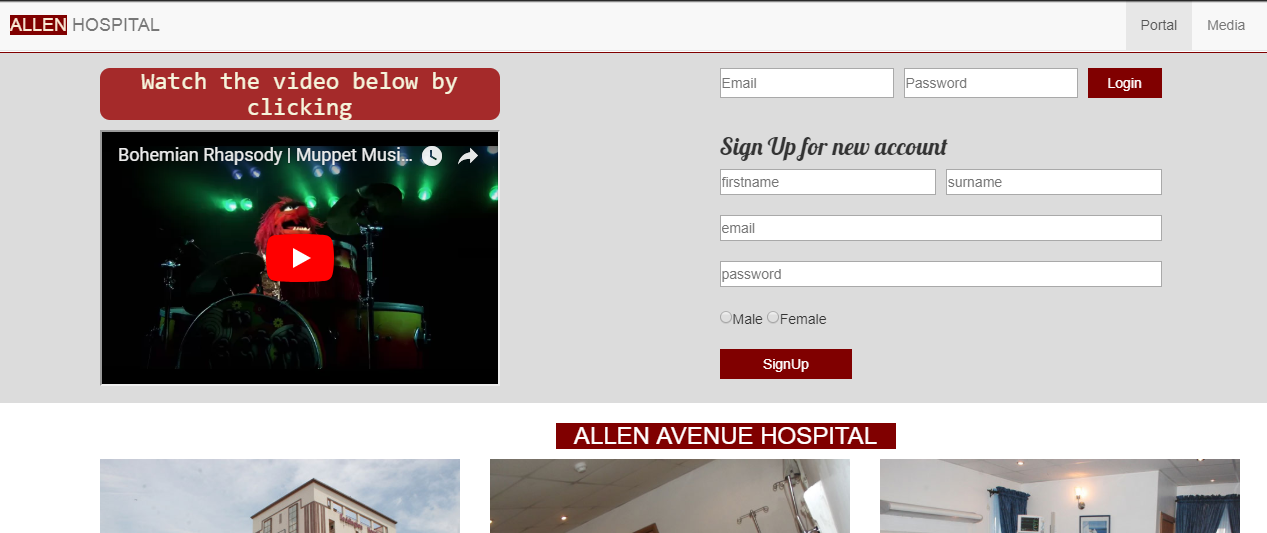 ALLEN HOSPITAL
Portal
Media
Watch the video below by
clicking
Bohemian Rhapsody | Muppet Musi...
Email
Password
Login
Sign Up for new account
firstname
surname
email
password
Male
Female
SignUp
ALLEN AVENUE HOSPITAL